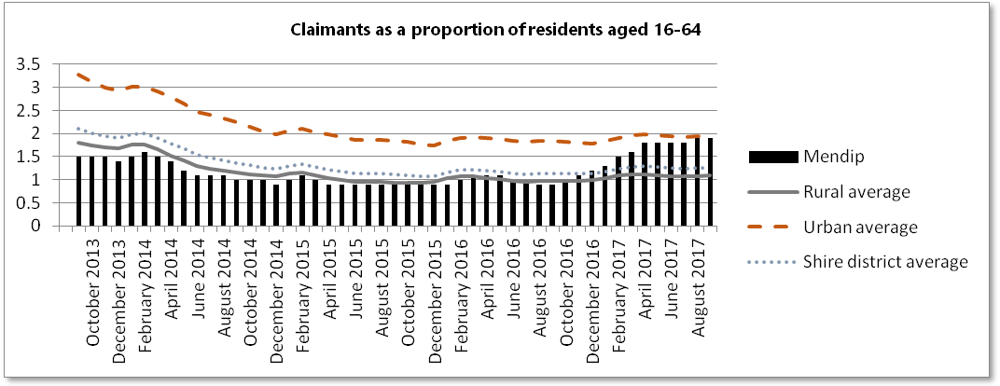 Claimants as a proportion of residents aged 16-64
3.5
3
2.5
2
1.5
1
0.5
0
October 2013
December 2013
February 2014
April 2014
June 2014
August 2014
October 2014
December 2014
February 2015
April 2015
June 2015
August 2015
October 2015
December 2015
February 2016
April 2016
June 2016
August 2016
October 2016
December 2016
February 2017
April 2017
June 2017
August 2017
Mendip
Rural average
Urban average
Shire district average